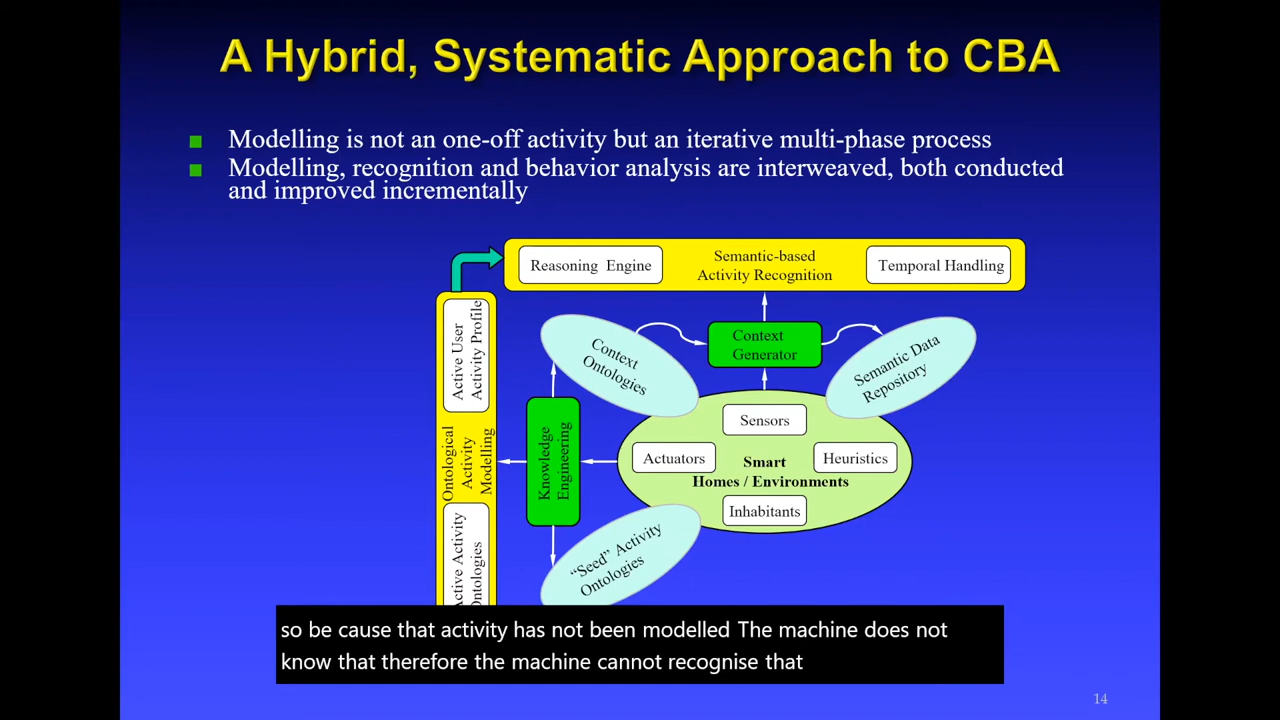 A Hybrid, Systematic Approach to CBA
Modelling is not an one-off activity but an iterative multi-phase process
Modelling, recognition and behavior analysis are interweaved, both conducted
and improved incrementally
Reasoning Engine
Semantic-based
Activity Recognition
Temporal Handling
Active User
Activity Profile
Context
Ontologies
Context
Generator
Semantic Data
Repository
Ontological
Activity
Modelling
Knowledge
Engineering
Sensors
Actuators
Smart
Homes / Environments
Heuristics
Inhabitants
Active Activity
Ontologies
“Seed” Activity
Ontologies
so be cause that activity has not been modelled The machine does not
know that therefore the machine cannot recognise that
14